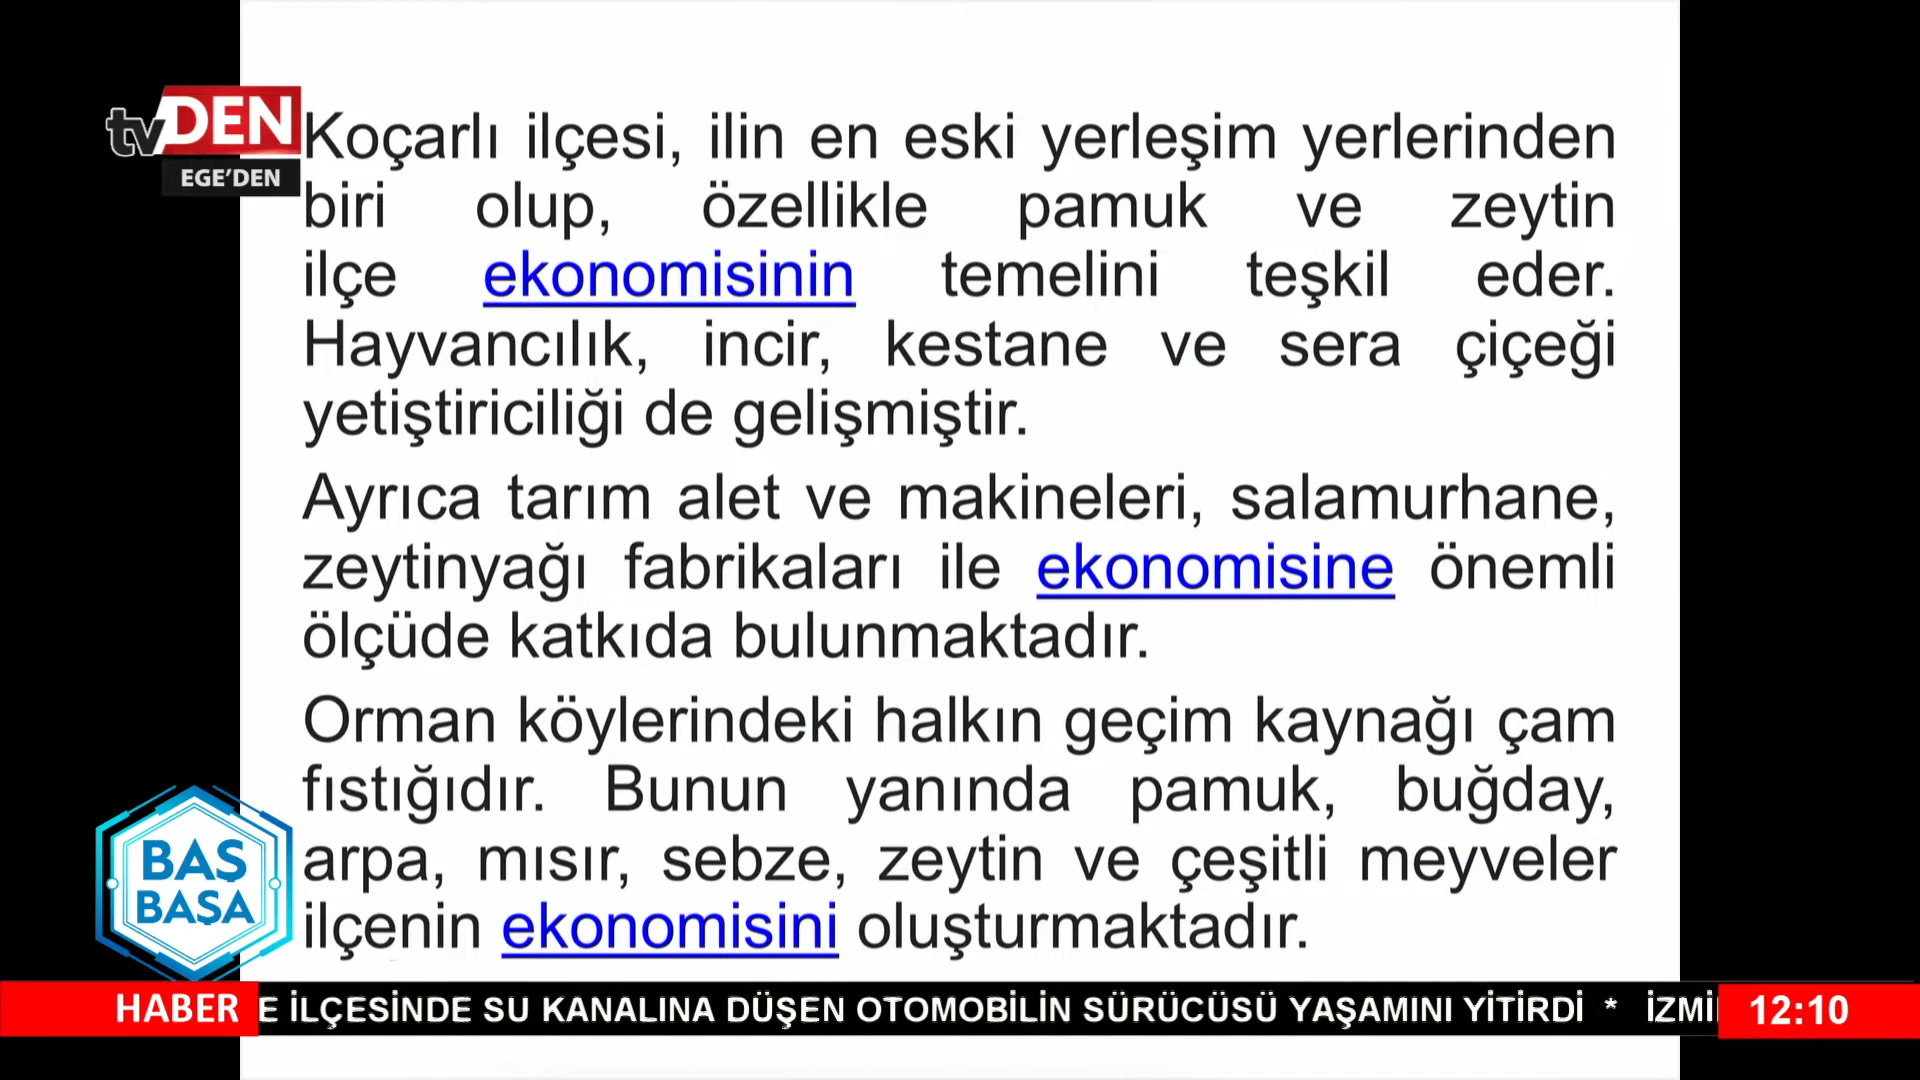 tvDEN
EGE'DEN
Koçarlı ilçesi, ilin en eski yerleşim yerlerinden
biri olup, özellikle pamuk ve zeytin
ilçe ekonomisinin temelini teşkil eder.
Hayvancılık, incir, kestane ve sera çiçeği
yetiştiriciliği de gelişmiştir.
Ayrıca tarım alet ve makineleri, salamurhane,
zeytinyağı fabrikaları ile ekonomisine önemli
ölçüde katkıda bulunmaktadır.
Orman köylerindeki halkın geçim kaynağı çam
fıstığıdır. Bunun yanında pamuk, buğday,
arpa, mısır, sebze, zeytin ve çeşitli meyveler
ilçenin ekonomisini oluşturmaktadır.
BAŞ
BAŞA
HABER E İLÇESİNDE SU KANALINA DÜŞEN OTOMOBİLİN SÜRÜCÜSÜ YAŞAMINI YİTİRDİ * İZMİ 12:10